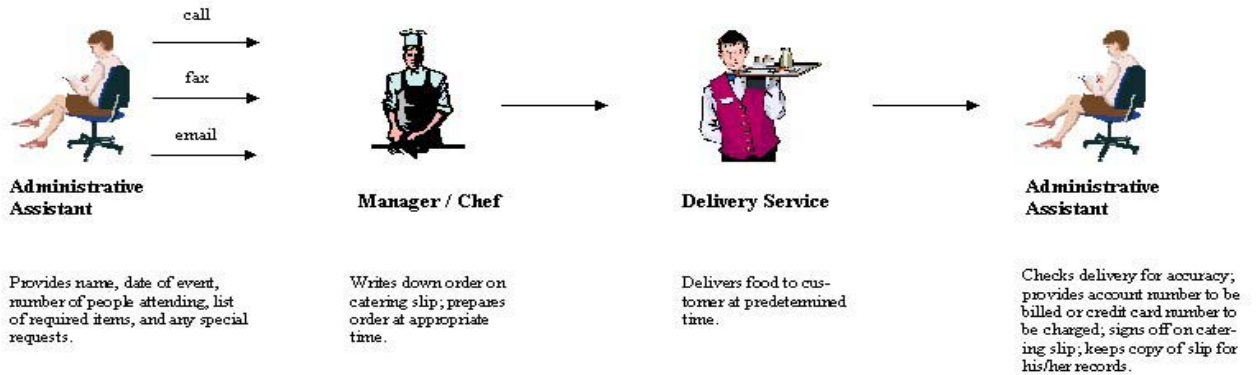 call
fax
email
Administrative
Assistant
Manager / Chef
Delivery Service
Administrative
Assistant
Provides name, date of event,
number of people attending, list
of required items, and any special
requests.
Writes down order on
catering slip; prepares
order at appropriate
time.
Delivers food to cus-
tomer at predetermined
time.
Checks delivery for accuracy;
provides account number to be
billed or credit card number to
be charged; signs off on cater-
ing slip; keeps copy of slip for
his/her records.